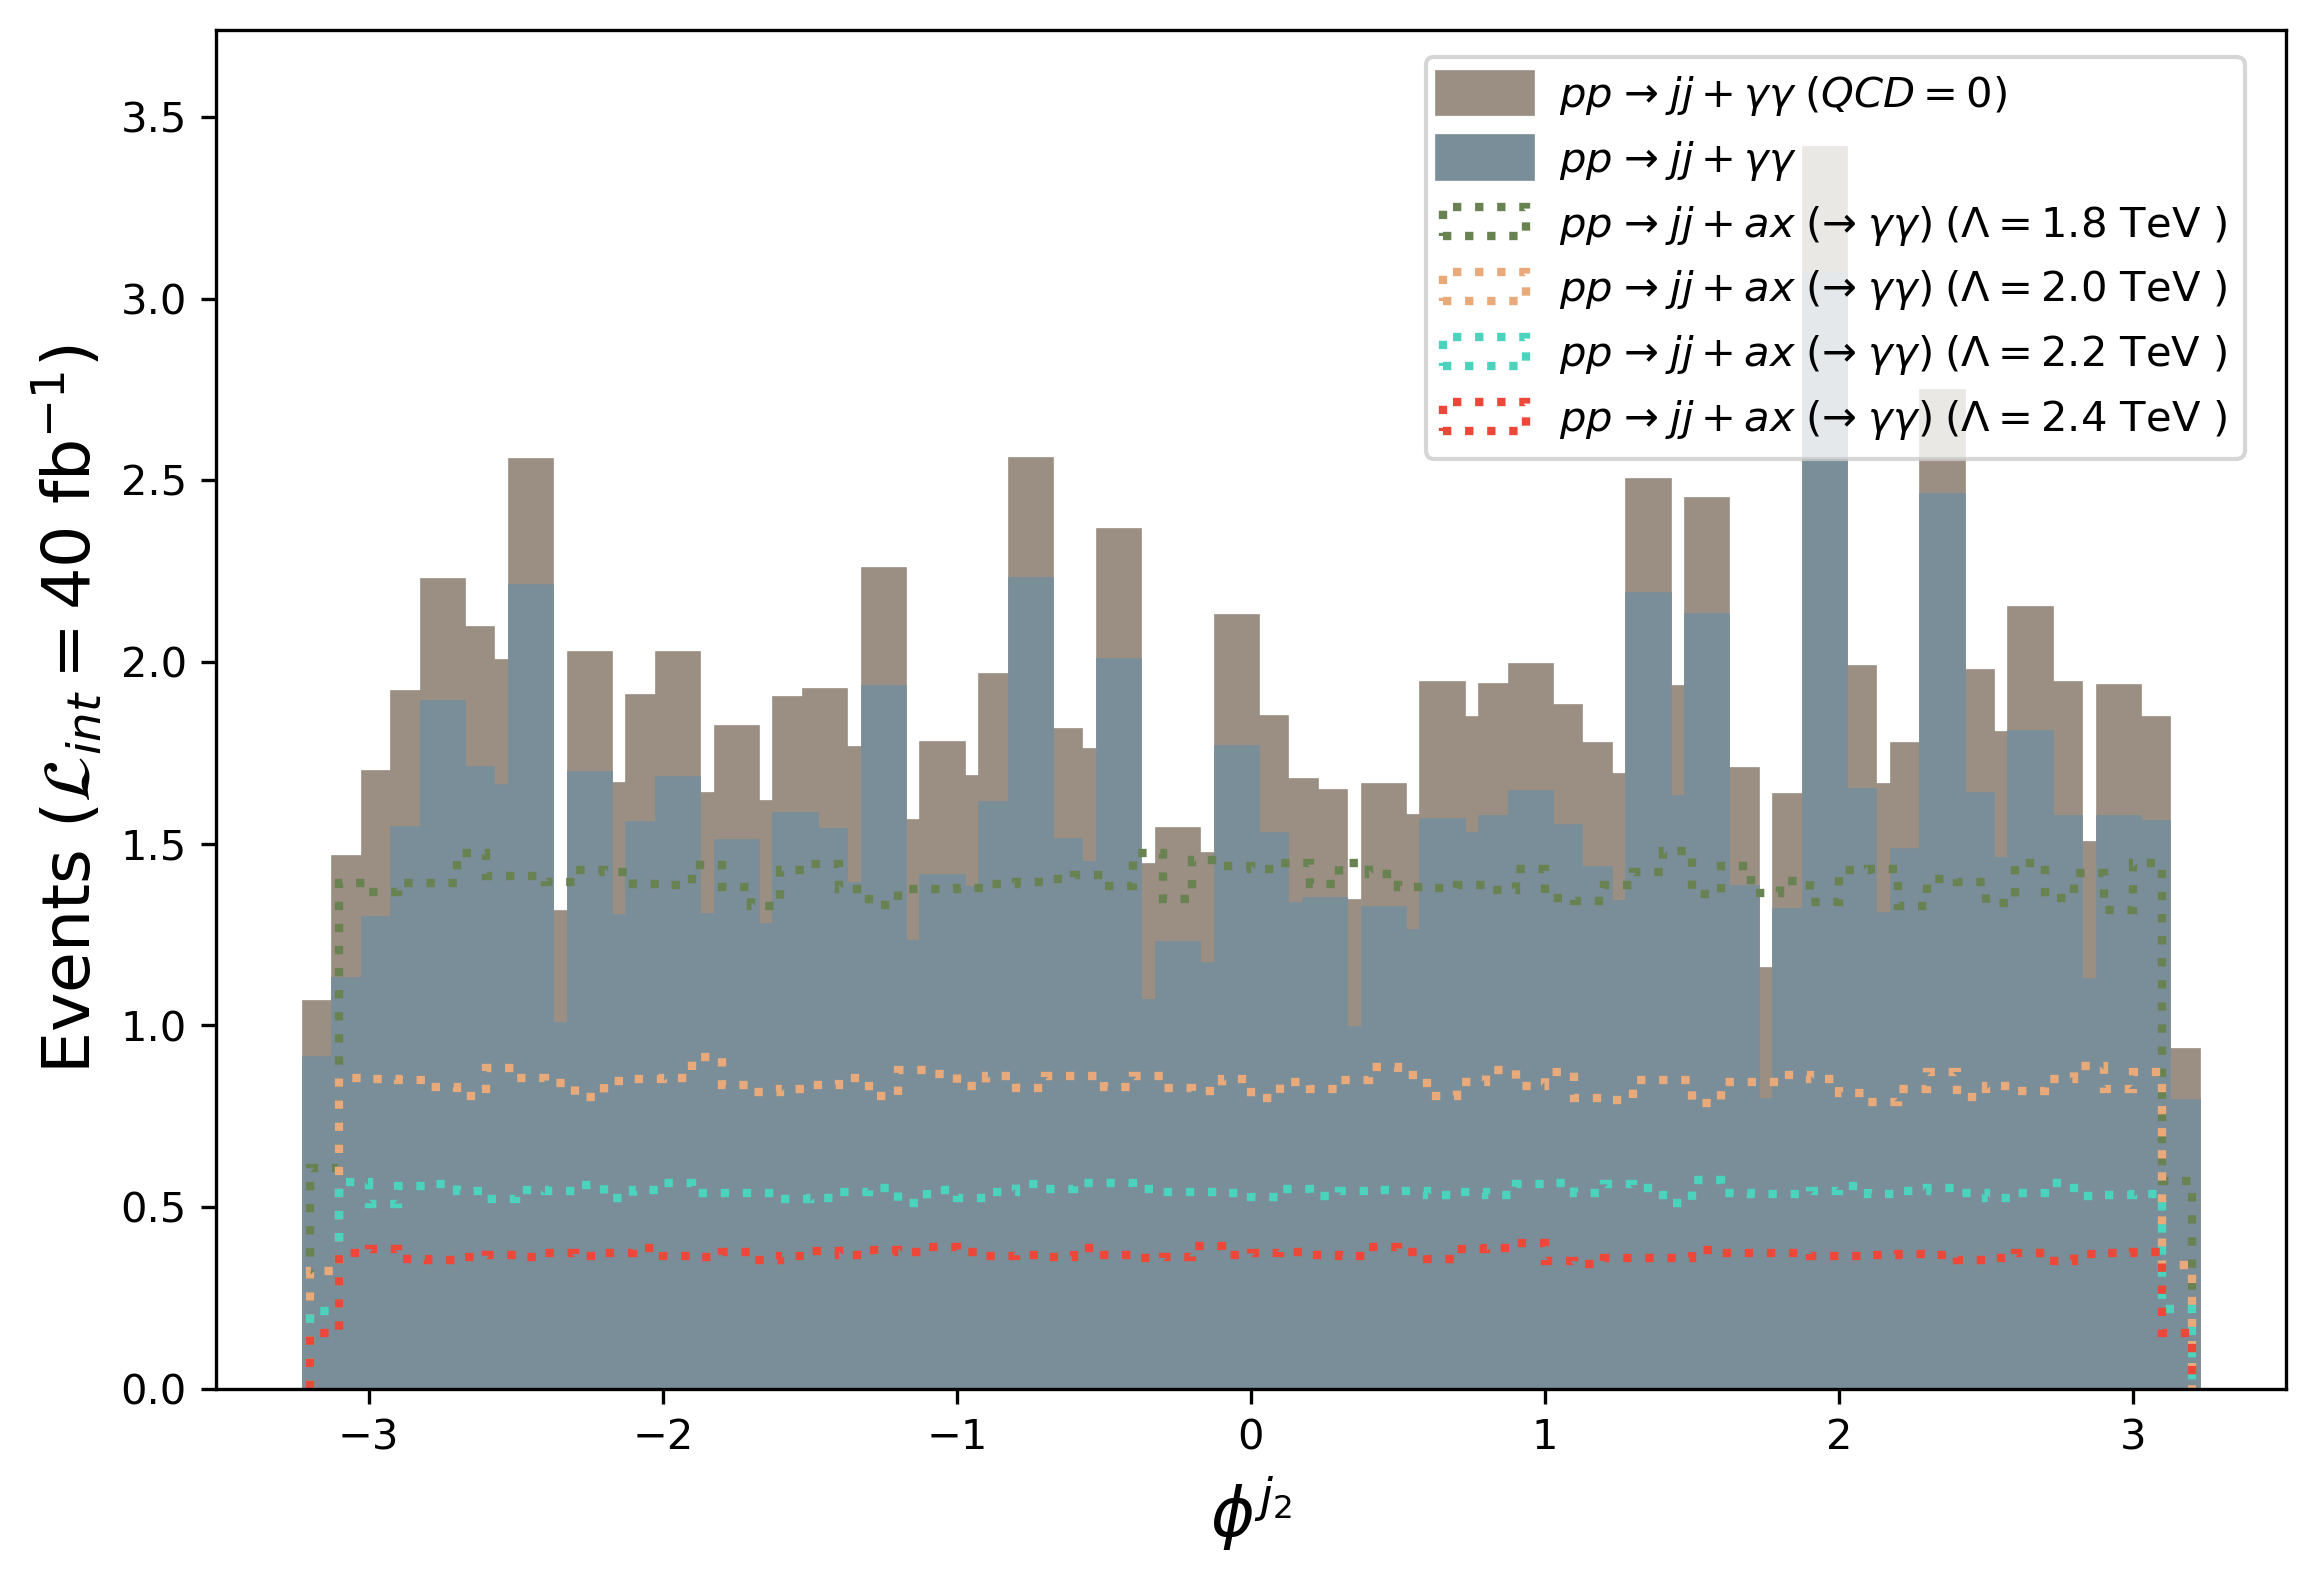 Events (ℒ_int = 40 fb⁻¹)
3.5
3.0
2.5
2.0
1.5
1.0
0.5
0.0
−3 −2 −1 0 1 2 3
ϕ^{j₂}
pp → jj + γγ (QCD = 0)
pp → jj + γγ
pp → jj + ax (→ γγ) (Λ = 1.8 TeV )
pp → jj + ax (→ γγ) (Λ = 2.0 TeV )
pp → jj + ax (→ γγ) (Λ = 2.2 TeV )
pp → jj + ax (→ γγ) (Λ = 2.4 TeV )